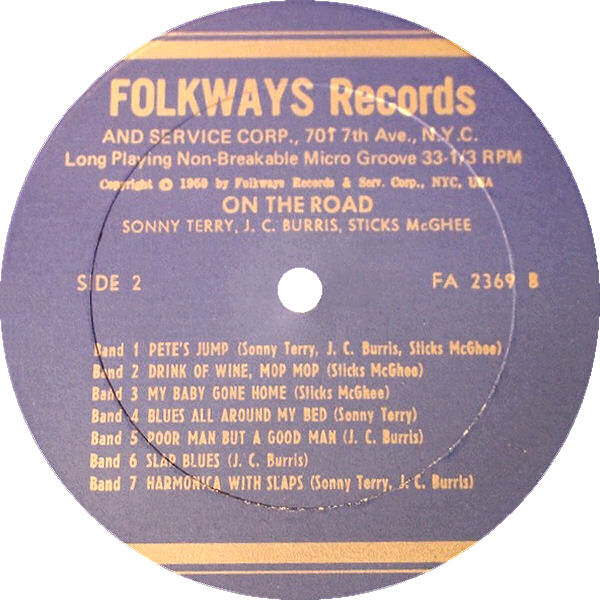 FOLKWAYS Records
AND SERVICE CORP., 701 7th Ave., N.Y.C.
Long Playing Non-Breakable Micro Groove 33-1/3 RPM
Copyright © 1959 by Folkways Records & Serv. Corp., NYC, USA
ON THE ROAD
SONNY TERRY, J. C. BURRIS, STICKS McGHEE
SIDE 2 FA 2369 B
Band 1 PETE'S JUMP (Sonny Terry, J. C. Burris, Sticks McGhee)
Band 2 DRINK OF WINE, MOP MOP (Sticks McGhee)
Band 3 MY BABY GONE HOME (Sticks McGhee)
Band 4 BLUES ALL AROUND MY BED (Sonny Terry)
Band 5 POOR MAN BUT A GOOD MAN (J. C. Burris)
Band 6 SLAP BLUES (J. C. Burris)
Band 7 HARMONICA WITH SLAPS (Sonny Terry, J. C. Burris)